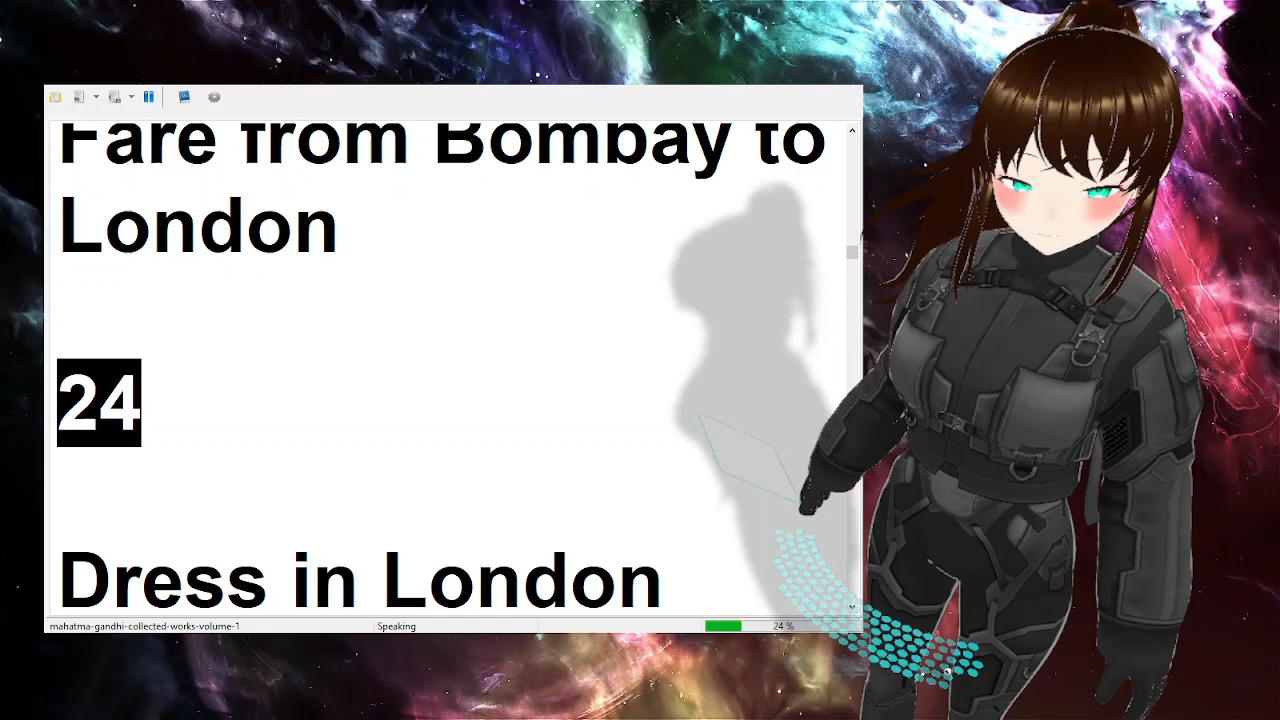 Fare from Bombay to
London
24
Dress in London
mahatma-gandhi-collected-works-volume-1 Speaking 24 %